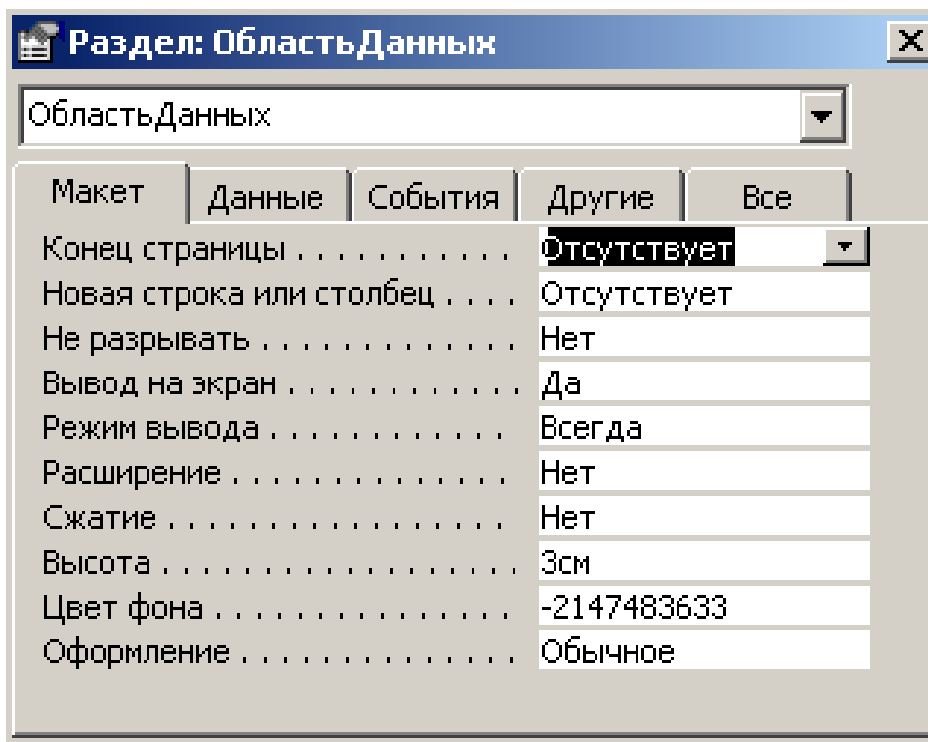 Раздел: ОбластьДанных
ОбластьДанных
Макет Данные События Другие Все
Конец страницы . . . . . . . . . . . Отсутствует
Новая строка или столбец . . . . Отсутствует
Не разрывать . . . . . . . . . . . . . Нет
Вывод на экран . . . . . . . . . . . . Да
Режим вывода . . . . . . . . . . . . Всегда
Расширение . . . . . . . . . . . . . . Нет
Сжатие . . . . . . . . . . . . . . . . . Нет
Высота . . . . . . . . . . . . . . . . . . 3см
Цвет фона . . . . . . . . . . . . . . . -2147483633
Оформление . . . . . . . . . . . . . . Обычное